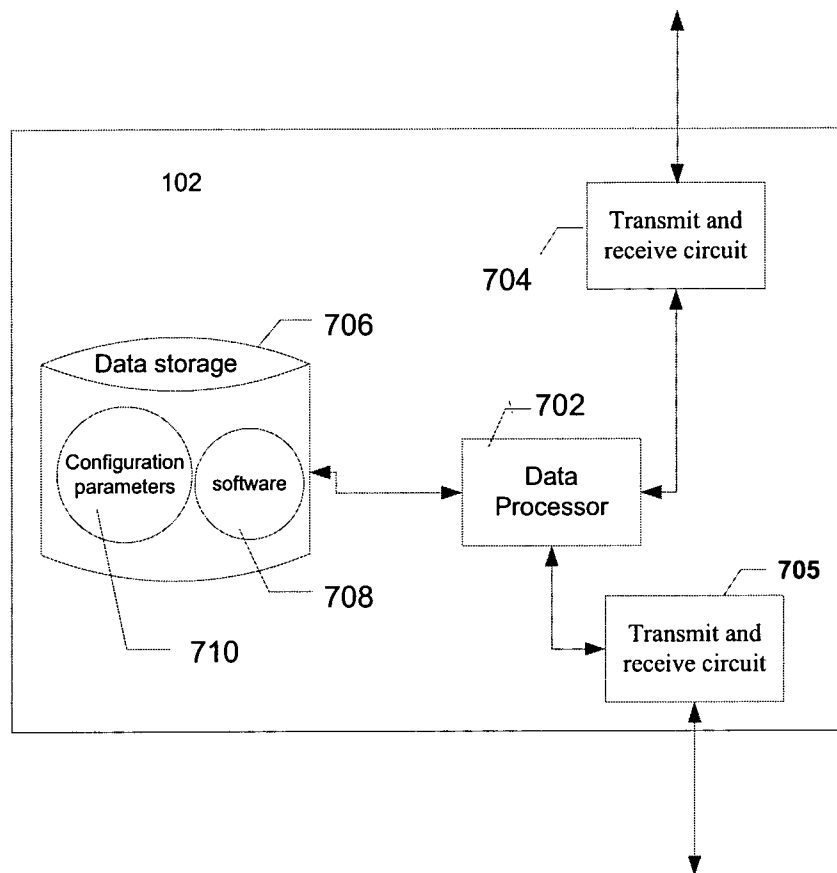 102
Transmit and
receive circuit
704
706
Data storage
702
Configuration
parameters
software
Data
Processor
708
705
710
Transmit and
receive circuit